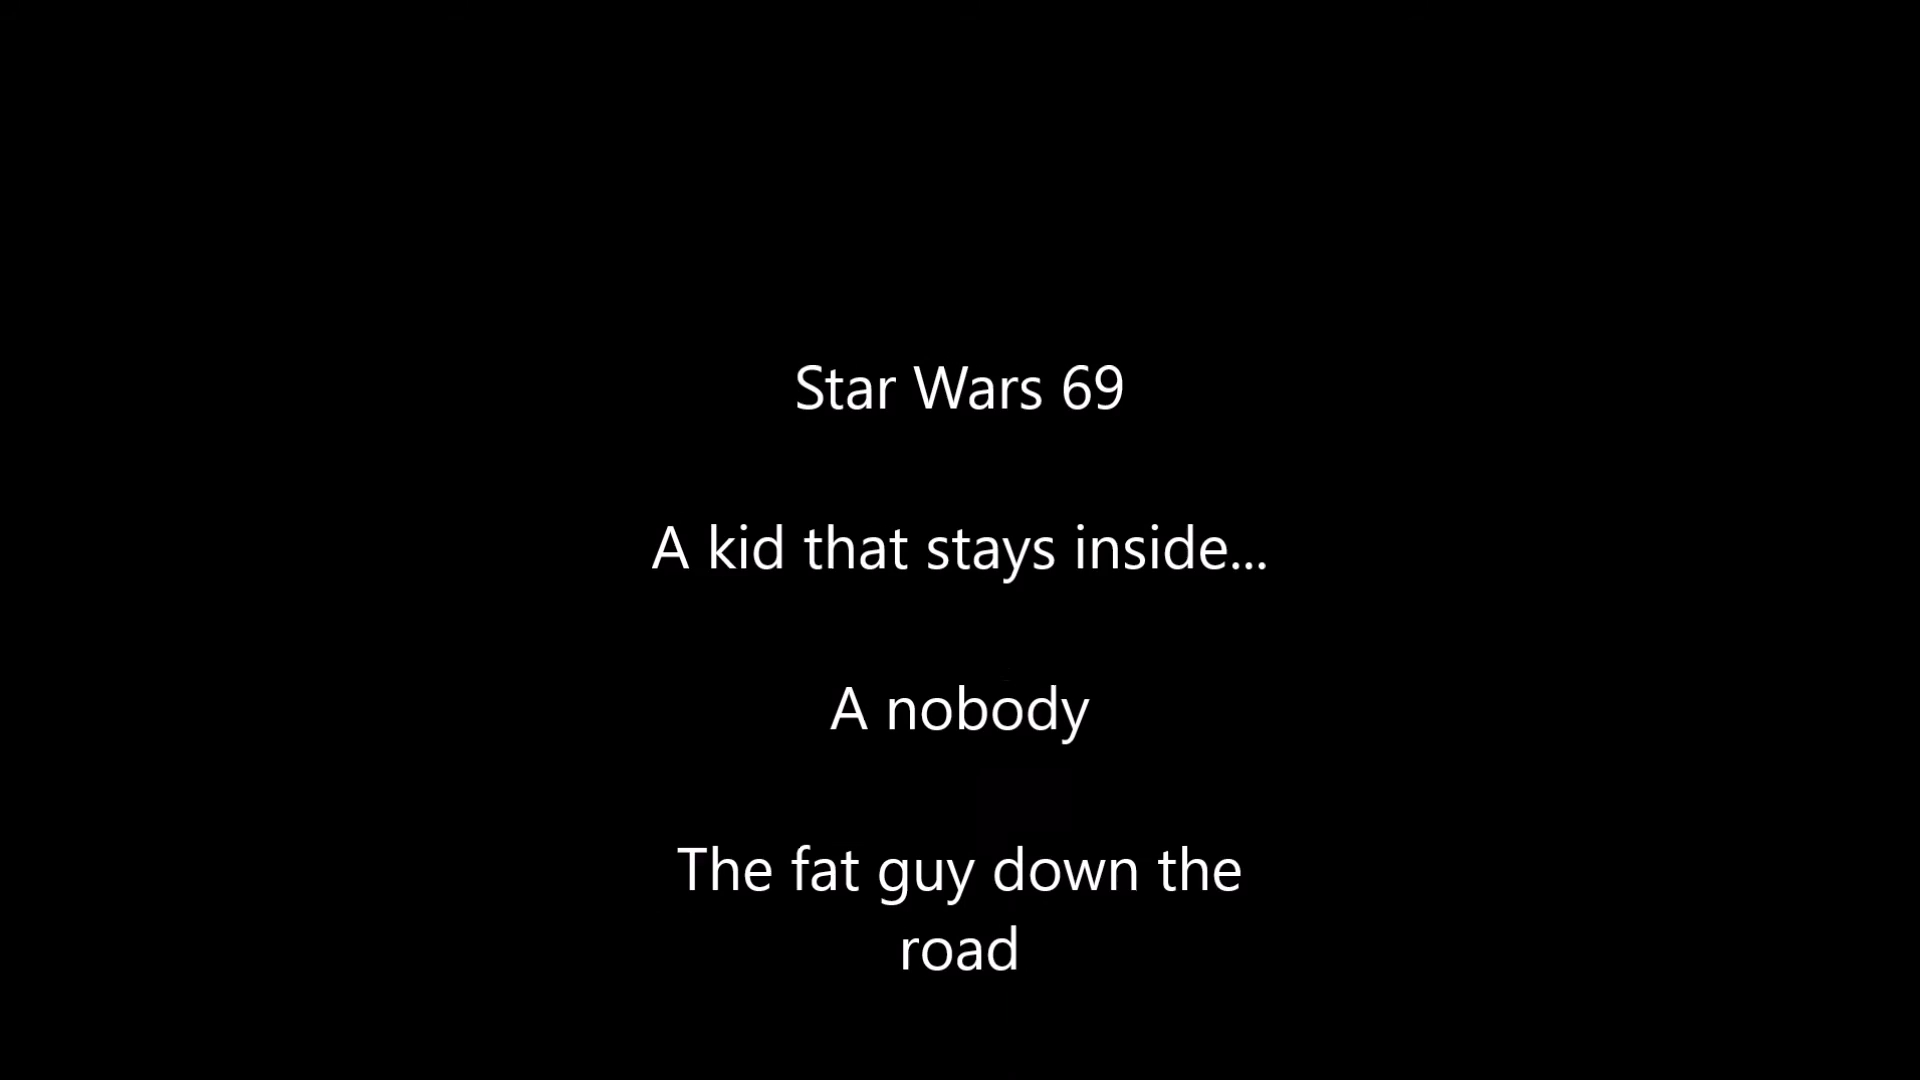 Star Wars 69
A kid that stays inside...
A nobody
The fat guy down the
road